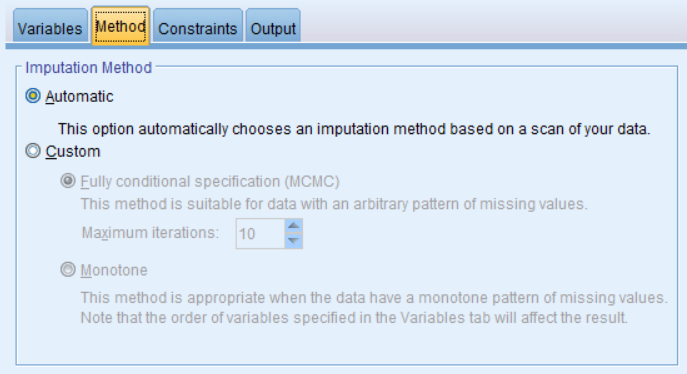 Variables Method Constraints Output
Imputation Method
Automatic
This option automatically chooses an imputation method based on a scan of your data.
Custom
Fully conditional specification (MCMC)
This method is suitable for data with an arbitrary pattern of missing values.
Maximum iterations: 10
Monotone
This method is appropriate when the data have a monotone pattern of missing values.
Note that the order of variables specified in the Variables tab will affect the result.